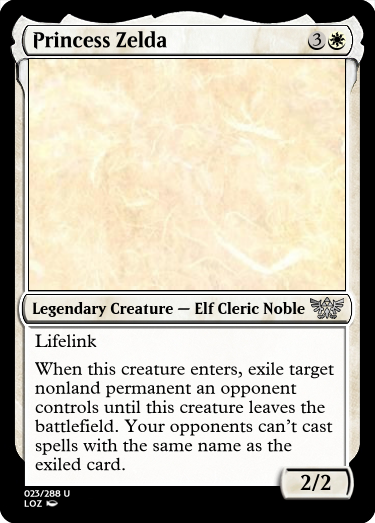 Princess Zelda 3
Legendary Creature — Elf Cleric Noble
Lifelink
When this creature enters, exile target
nonland permanent an opponent
controls until this creature leaves the
battlefield. Your opponents can't cast
spells with the same name as the
exiled card.
2/2
023/288 U
LOZ